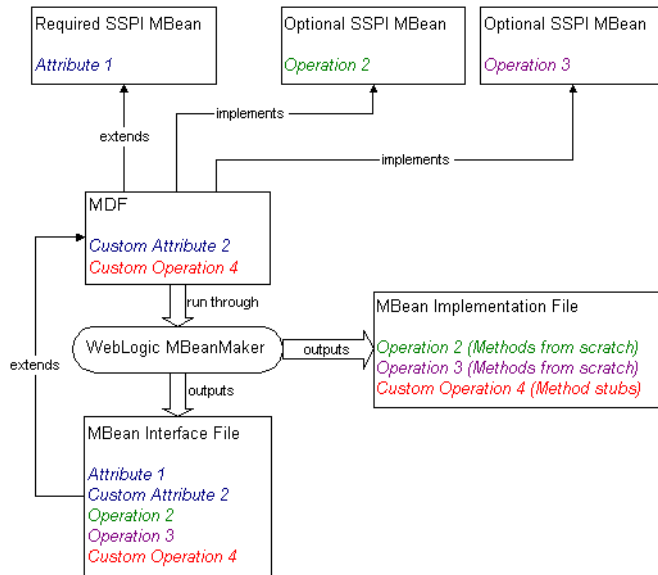 Required SSPI MBean
Attribute 1
Optional SSPI MBean
Operation 2
Optional SSPI MBean
Operation 3
implements
extends
implements
MDF
Custom Attribute 2
Custom Operation 4
run through
WebLogic MBeanMaker
outputs
MBean Implementation File
Operation 2 (Methods from scratch)
Operation 3 (Methods from scratch)
Custom Operation 4 (Method stubs)
extends
outputs
MBean Interface File
Attribute 1
Custom Attribute 2
Operation 2
Operation 3
Custom Operation 4